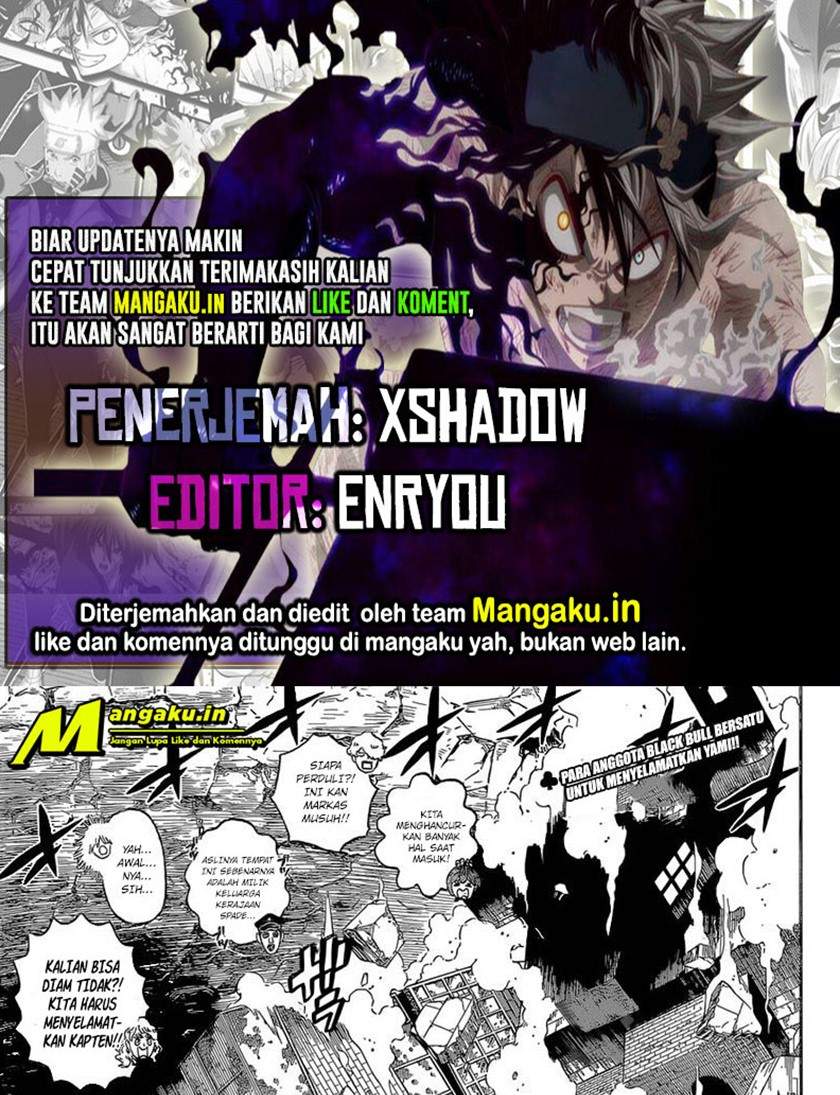 BIAR UPDATENYA MAKIN
CEPAT TUNJUKKAN TERIMAKASIH KALIAN
KE TEAM MANGAKU.IN BERIKAN LIKE DAN KOMENT,
ITU AKAN SANGAT BERARTI BAGI KAMI
PENERJEMAH: XSHADOW
EDITOR: ENRYOU
Diterjemahkan dan diedit oleh team Mangaku.in
like dan komennya ditunggu di mangaku yah, bukan web lain.
Mangaku.in
Jangan Lupa Like dan Komennya
PARA ANGGOTA BLACK BULL BERSATU
UNTUK MENYELAMATKAN YAMI!!!
KITA
MENGHANCUR-
KAN BANYAK
HAL SAAT
MASUK!
SIAPA
PERDULI?!
INI KAN
MARKAS
MUSUH!!
ASLINYA TEMPAT
INI SEBENARNYA
ADALAH MILIK
KELUARGA
KERAJAAN
SPADE...
YAH...
AWAL...
NYA...
SIH...
KALIAN BISA
DIAM TIDAK?!
KITA HARUS
MENYELAMAT-
KAN KAPTEN!!